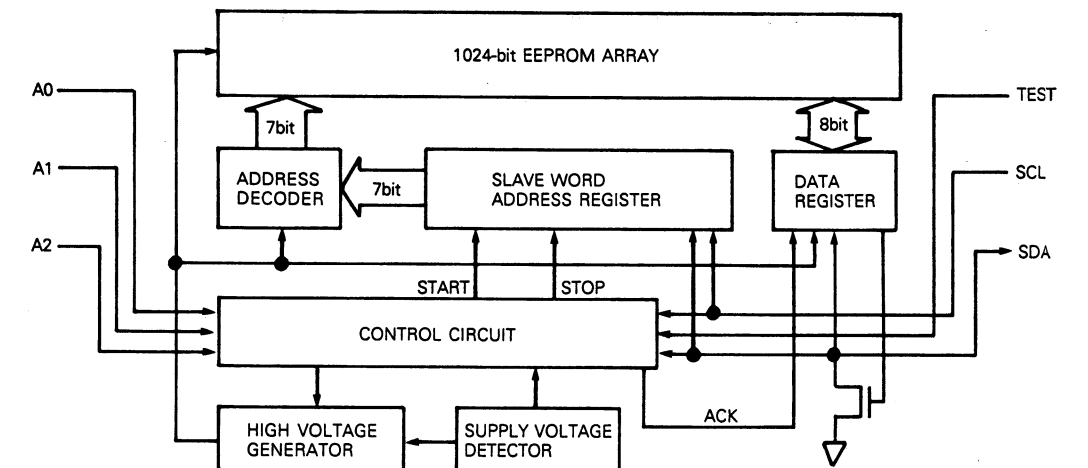 1024-bit EEPROM ARRAY
A0
TEST
7bit
8bit
A1
SCL
ADDRESS
DECODER
7bit
SLAVE WORD
ADDRESS REGISTER
DATA
REGISTER
A2
SDA
START
STOP
CONTROL CIRCUIT
ACK
HIGH VOLTAGE
GENERATOR
SUPPLY VOLTAGE
DETECTOR